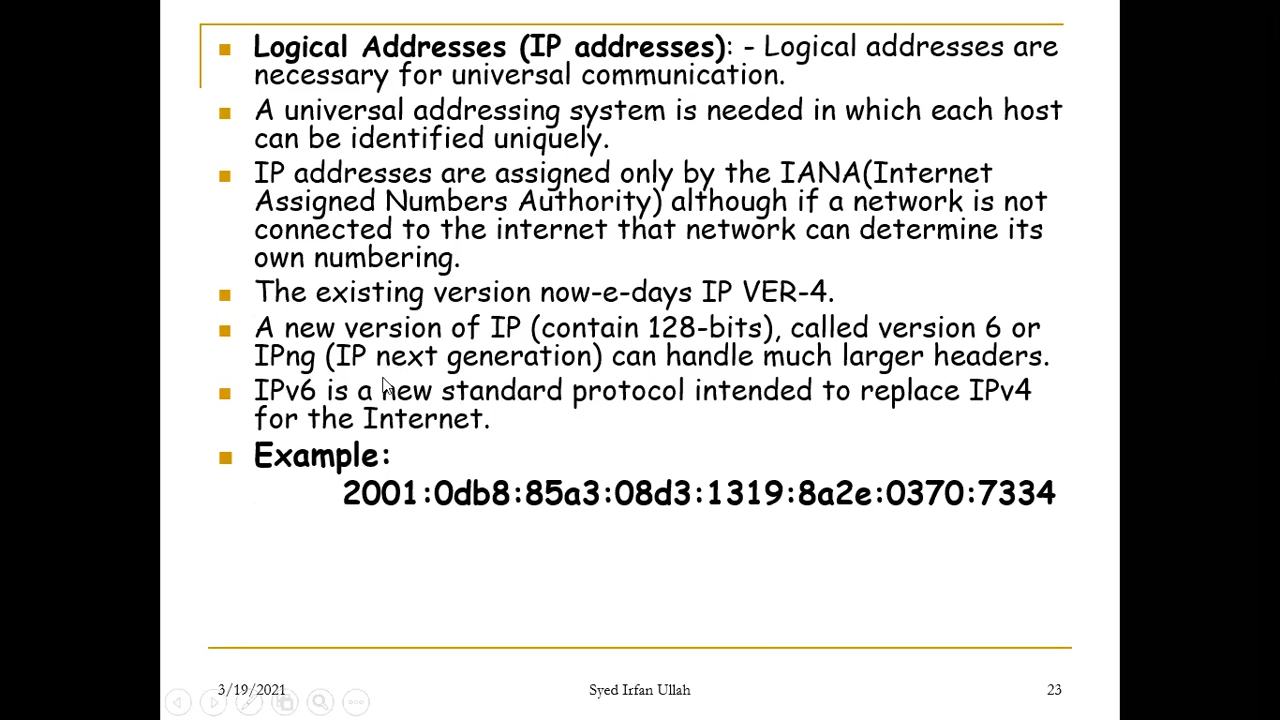 Logical Addresses (IP addresses): - Logical addresses are
necessary for universal communication.
A universal addressing system is needed in which each host
can be identified uniquely.
IP addresses are assigned only by the IANA(Internet
Assigned Numbers Authority) although if a network is not
connected to the internet that network can determine its
own numbering.
The existing version now-e-days IP VER-4.
A new version of IP (contain 128-bits), called version 6 or
IPng (IP next generation) can handle much larger headers.
IPv6 is a new standard protocol intended to replace IPv4
for the Internet.
Example:
2001:0db8:85a3:08d3:1319:8a2e:0370:7334
3/19/2021
Syed Irfan Ullah
23